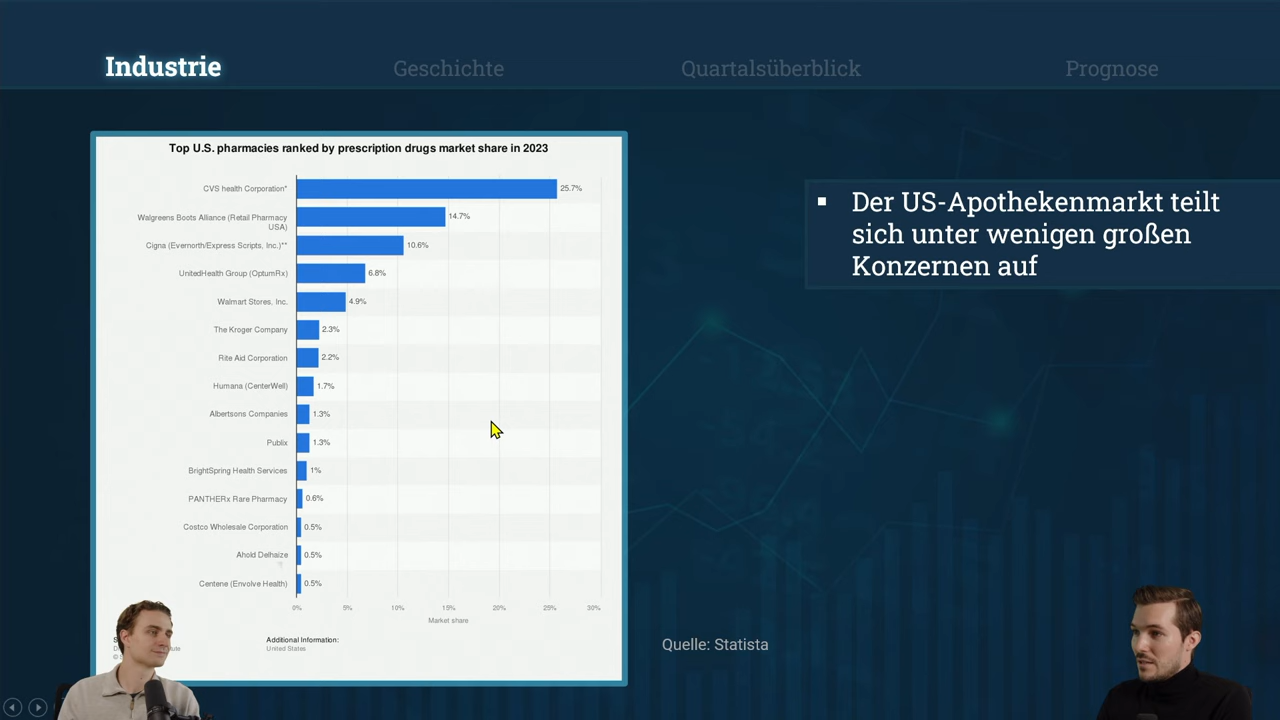 Industrie
Geschichte
Quartalsüberblick
Prognose
Top U.S. pharmacies ranked by prescription drugs market share in 2023
CVS health Corporation*
25.7%
Walgreens Boots Alliance (Retail Pharmacy
USA)
14.7%
Cigna (Evernorth/Express Scripts, Inc.)**
10.6%
UnitedHealth Group (OptumRx)
6.8%
Walmart Stores, Inc.
4.9%
The Kroger Company
2.3%
Rite Aid Corporation
2.2%
Humana (CenterWell)
1.7%
Albertsons Companies
1.3%
Publix
1.3%
BrightSpring Health Services
1%
PANTHERx Rare Pharmacy
0.6%
Costco Wholesale Corporation
0.5%
Ahold Delhaize
0.5%
Centene (Envolve Health)
0.5%
0% 5% 10% 15% 20% 25% 30%
Market share
Additional Information:
United States
Der US-Apothekenmarkt teilt
sich unter wenigen großen
Konzernen auf
Quelle: Statista